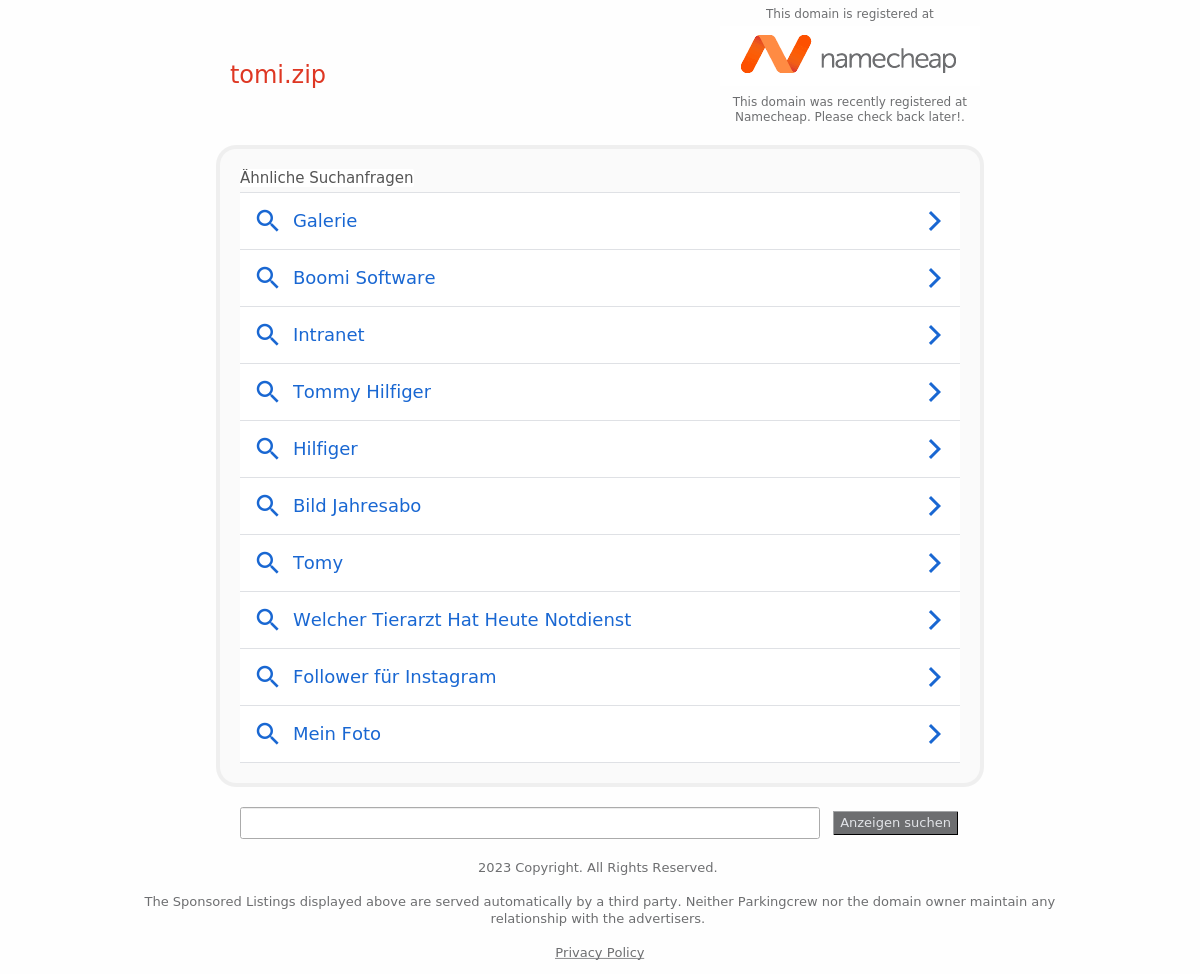 This domain is registered at
namecheap
tomi.zip
This domain was recently registered at
Namecheap. Please check back later!.
Ähnliche Suchanfragen
Galerie
Boomi Software
Intranet
Tommy Hilfiger
Hilfiger
Bild Jahresabo
Tomy
Welcher Tierarzt Hat Heute Notdienst
Follower für Instagram
Mein Foto
Anzeigen suchen
2023 Copyright. All Rights Reserved.
The Sponsored Listings displayed above are served automatically by a third party. Neither Parkingcrew nor the domain owner maintain any
relationship with the advertisers.
Privacy Policy